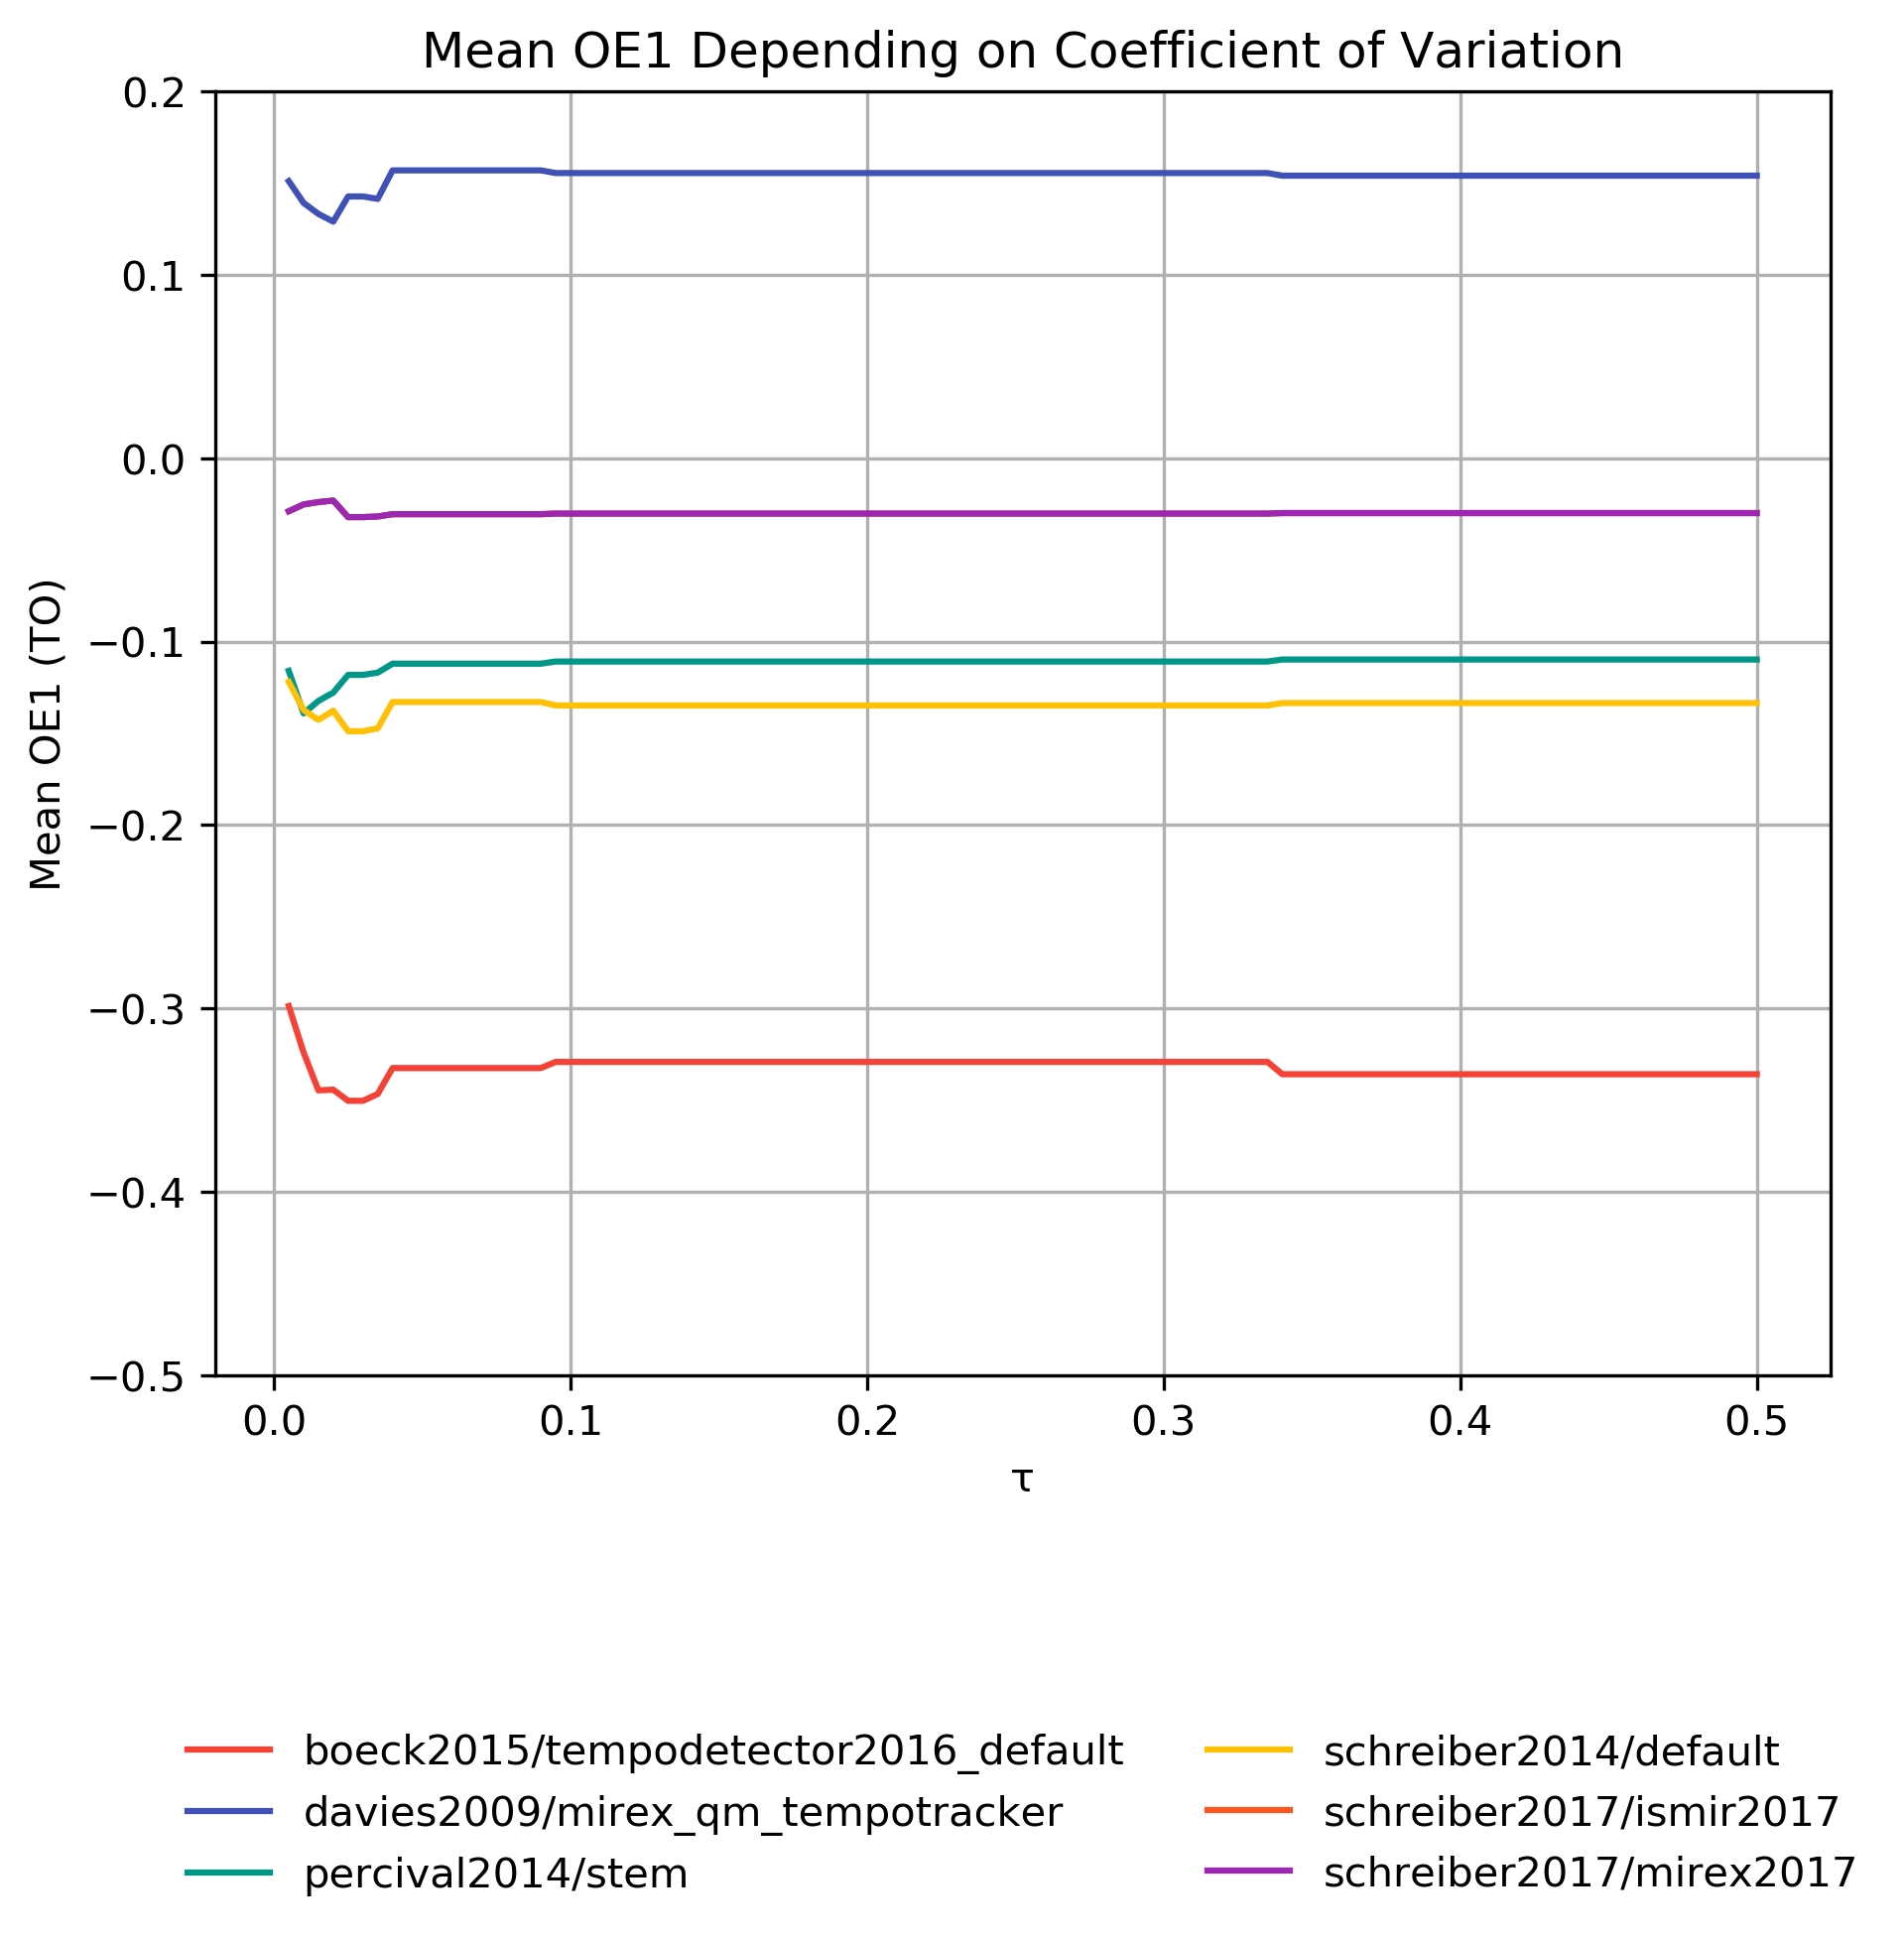 Mean OE1 Depending on Coefficient of Variation
0.2
0.1
0.0
−0.1
−0.2
−0.3
−0.4
−0.5
Mean OE1 (TO)
0.0 0.1 0.2 0.3 0.4 0.5
τ
boeck2015/tempodetector2016_default
davies2009/mirex_qm_tempotracker
percival2014/stem
schreiber2014/default
schreiber2017/ismir2017
schreiber2017/mirex2017